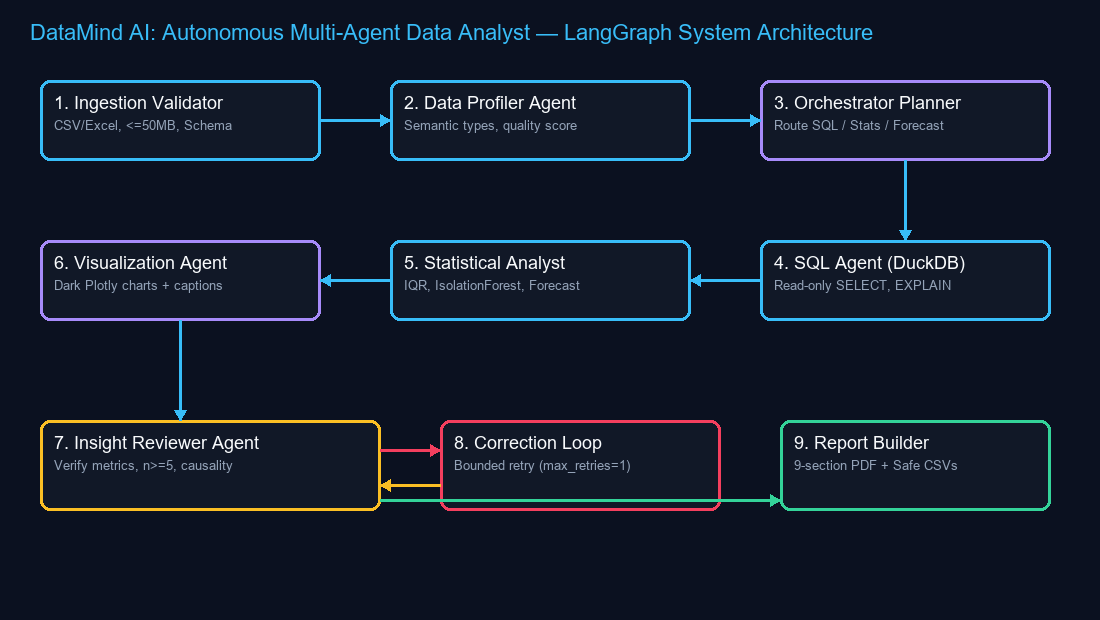 DataMind AI: Autonomous Multi-Agent Data Analyst — LangGraph System Architecture
1. Ingestion Validator
CSV/Excel, <=50MB, Schema
2. Data Profiler Agent
Semantic types, quality score
3. Orchestrator Planner
Route SQL / Stats / Forecast
4. SQL Agent (DuckDB)
Read-only SELECT, EXPLAIN
5. Statistical Analyst
IQR, IsolationForest, Forecast
6. Visualization Agent
Dark Plotly charts + captions
7. Insight Reviewer Agent
Verify metrics, n>=5, causality
8. Correction Loop
Bounded retry (max_retries=1)
9. Report Builder
9-section PDF + Safe CSVs